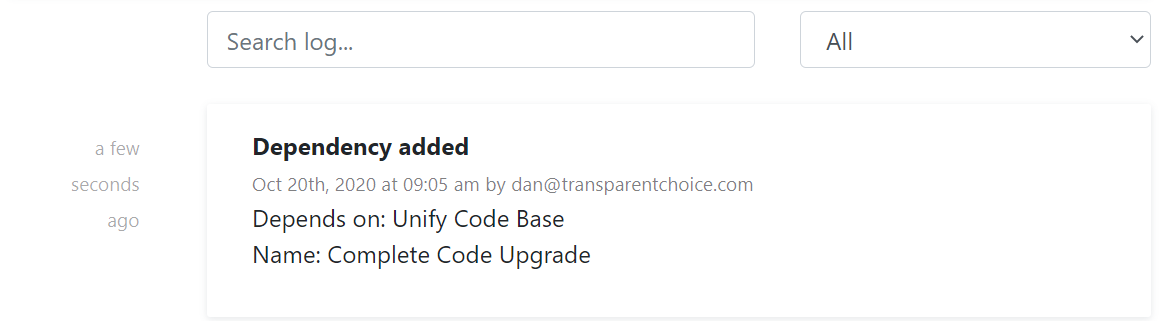 Search log...
All
a few
seconds
ago
Dependency added
Oct 20th, 2020 at 09:05 am by dan@transparentchoice.com
Depends on: Unify Code Base
Name: Complete Code Upgrade